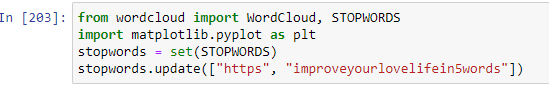 In [203]: from wordcloud import WordCloud, STOPWORDS
import matplotlib.pyplot as plt
stopwords = set(STOPWORDS)
stopwords.update(["https", "improveyourlovelifein5words"])